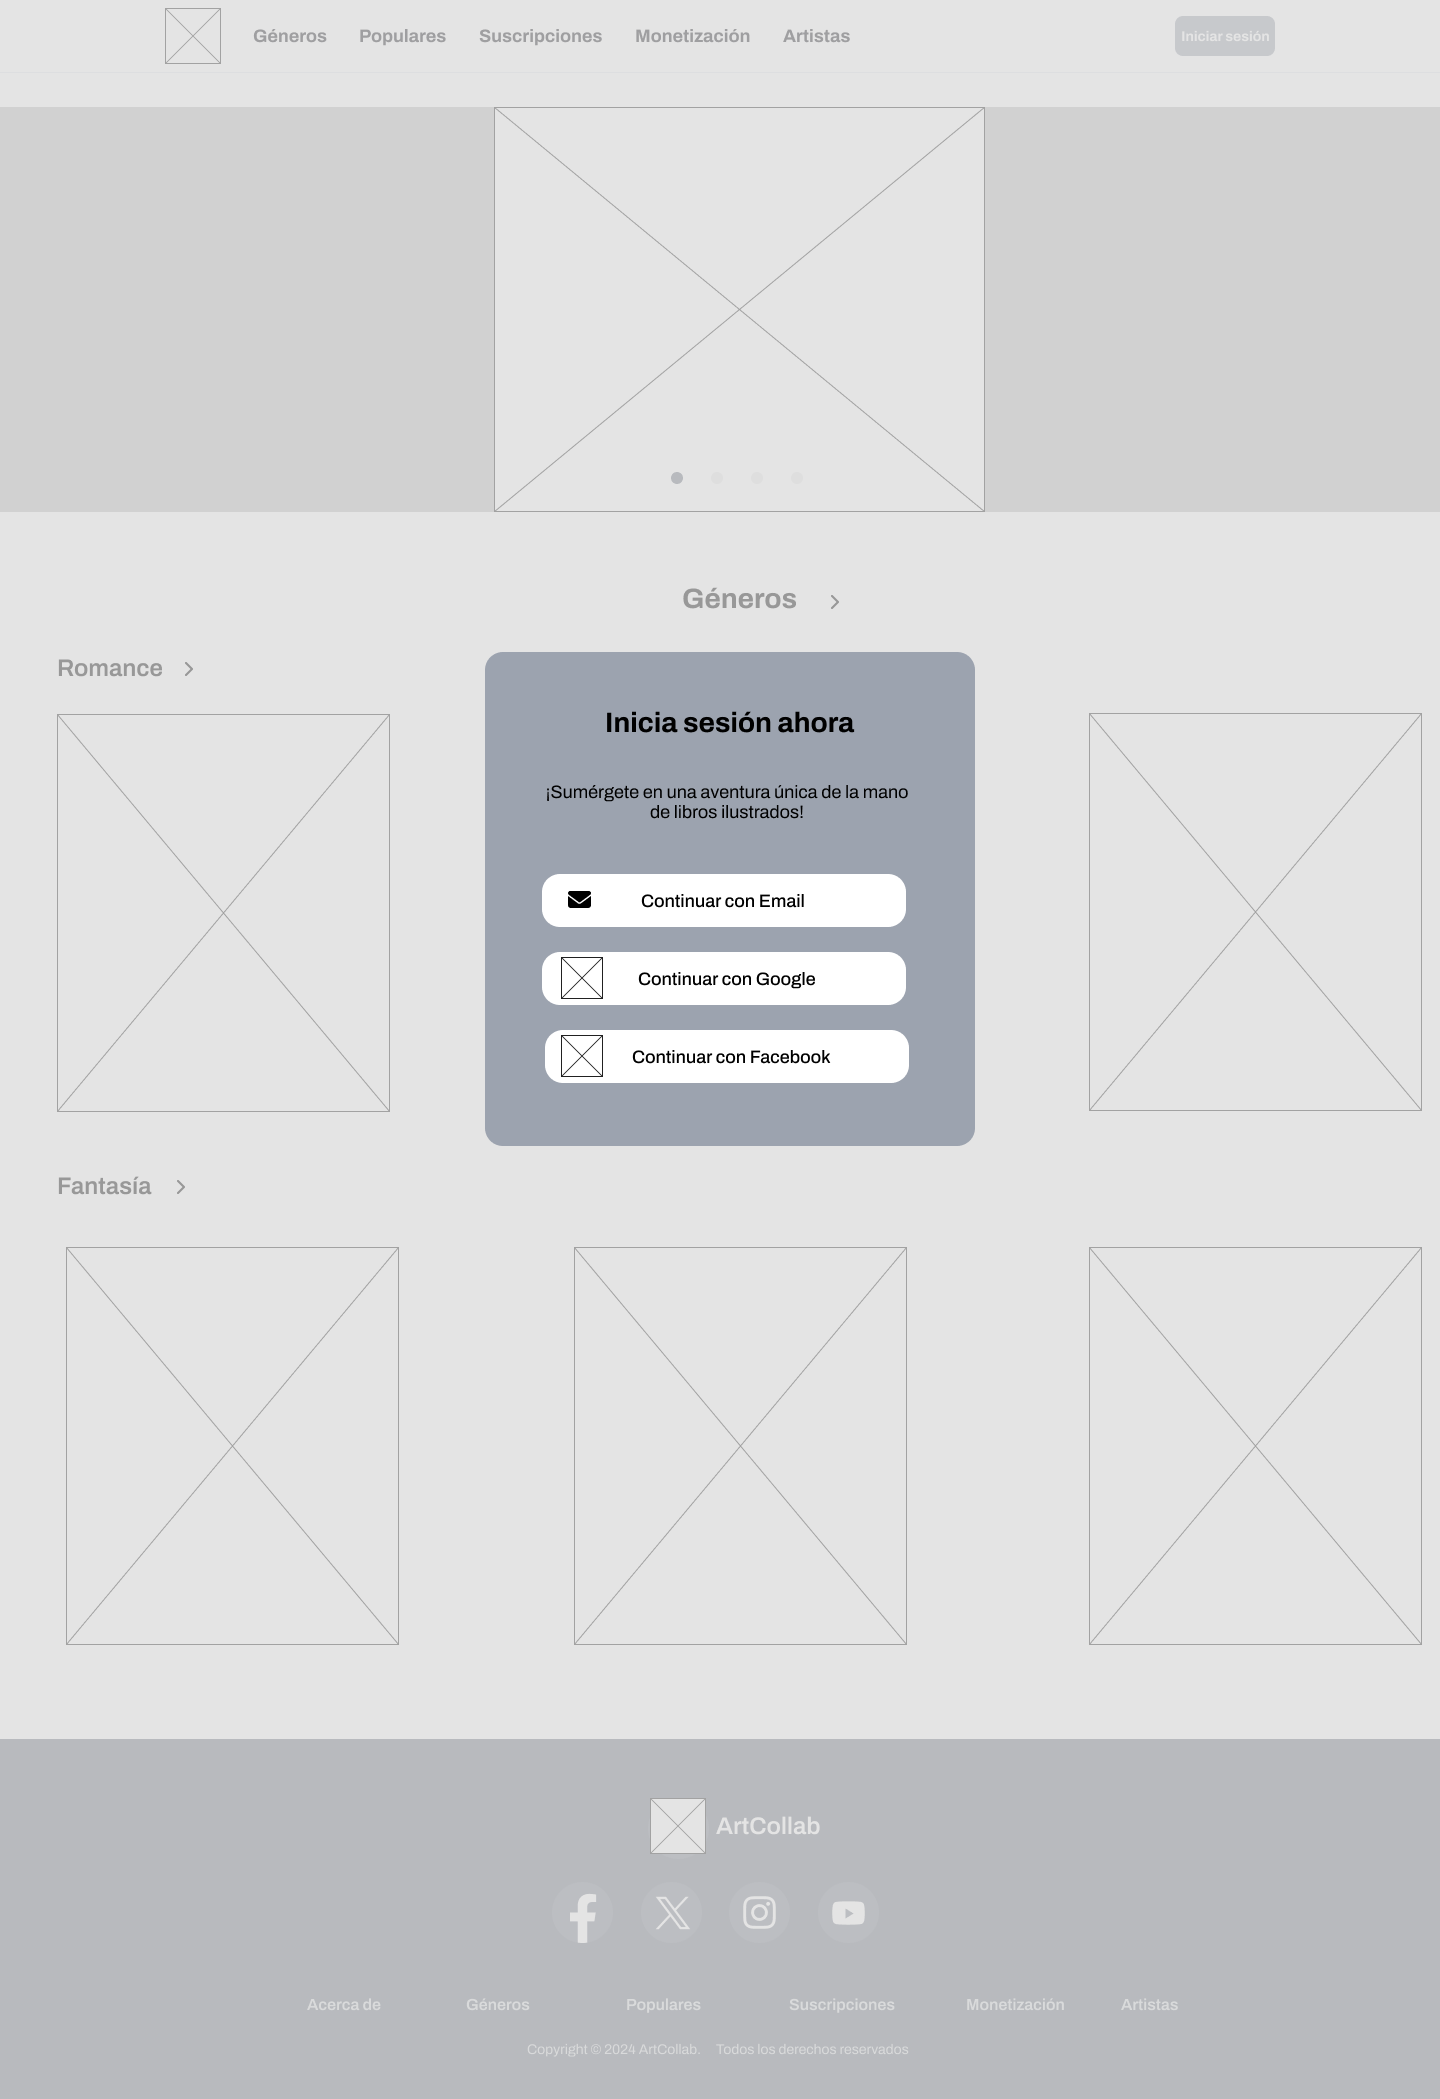 Géneros
Populares
Suscripciones
Monetización
Artistas
Iniciar sesión
Géneros
Romance
Inicia sesión ahora
¡Sumérgete en una aventura única de la mano
de libros ilustrados!
Continuar con Email
Continuar con Google
Continuar con Facebook
Fantasía
ArtCollab
Acerca de
Géneros
Populares
Suscripciones
Monetización
Artistas
Copyright © 2024 ArtCollab. Todos los derechos reservados